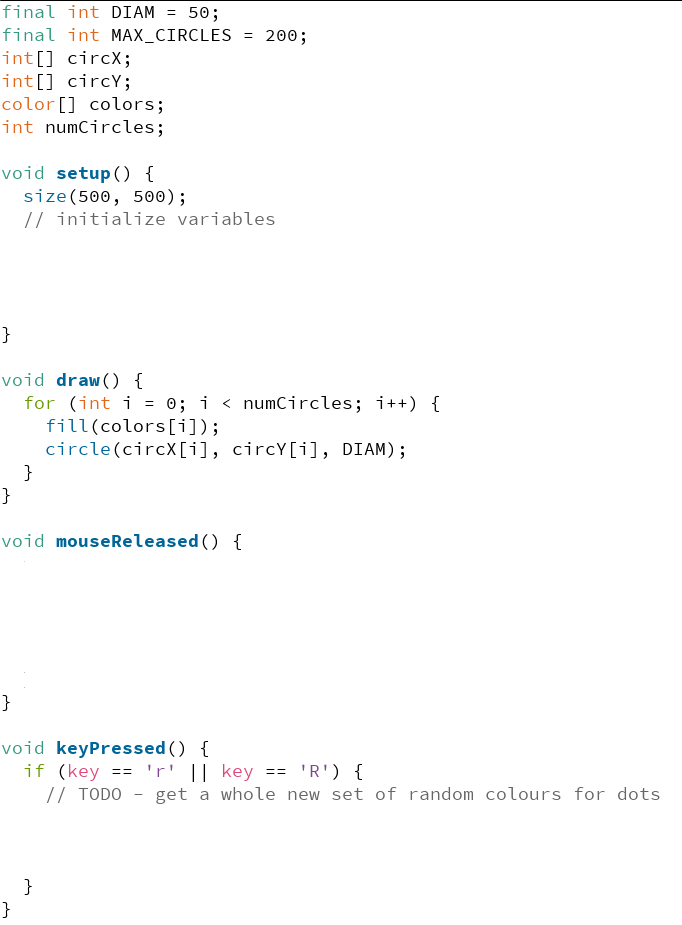 final int DIAM = 50;
final int MAX_CIRCLES = 200;
int[] circX;
int[] circY;
color[] colors;
int numCircles;
void setup() {
  size(500, 500);
  // initialize variables
}
void draw() {
  for (int i = 0; i < numCircles; i++) {
    fill(colors[i]);
    circle(circX[i], circY[i], DIAM);
  }
}
void mouseReleased() {
}
void keyPressed() {
  if (key == 'r' || key == 'R') {
    // TODO – get a whole new set of random colours for dots
  }
}